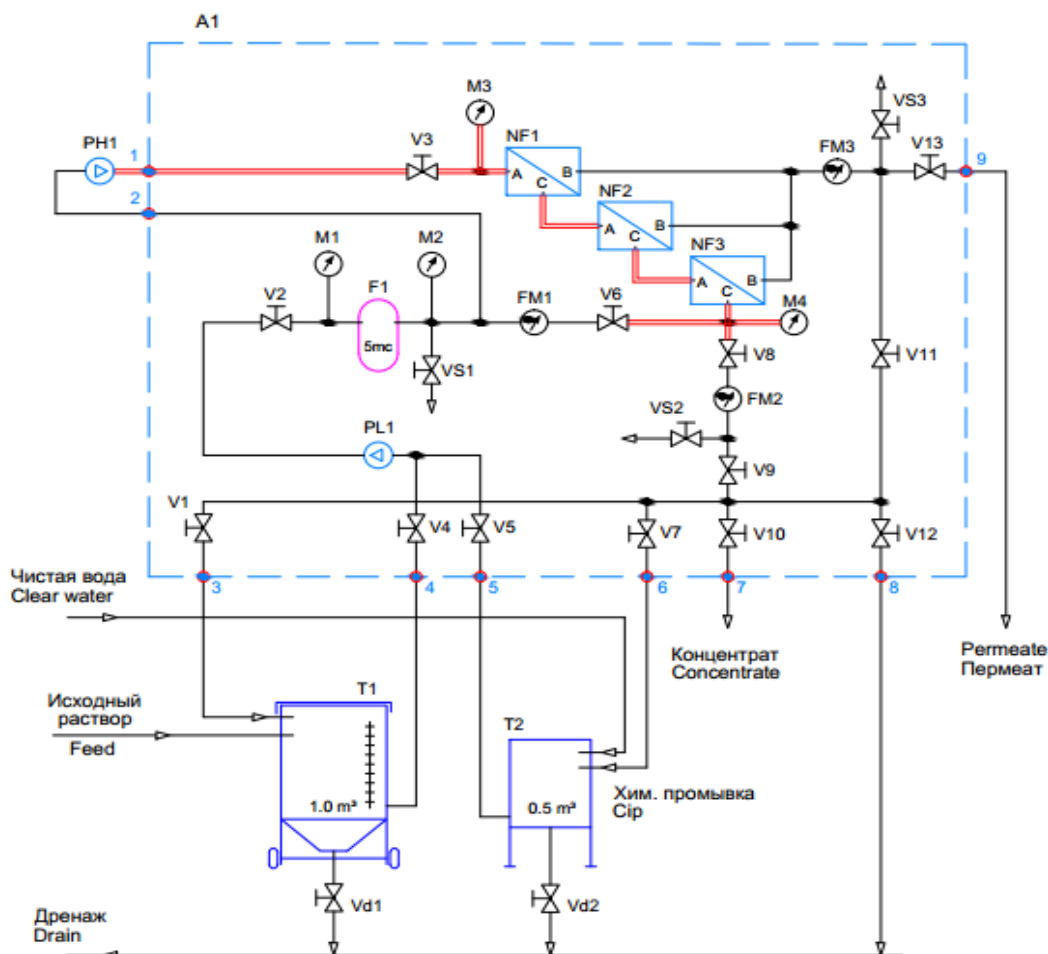 A1
M3
VS3
PH1
1
V3
NF1
FM3
V13
9
A
C
B
2
NF2
A
C
B
M1
M2
NF3
F1
V2
FM1
V6
A
C
B
M4
5mc
VS1
V8
V11
FM2
VS2
PL1
V9
V1
V4
V5
V7
V10
V12
Чистая вода
Clear water
3
4
5
6
7
8
Концентрат
Concentrate
Permeate
Пермеат
Исходный
раствор
Feed
T1
T2
1.0 m³
0.5 m³
Хим. промывка
Cip
Vd1
Vd2
Дренаж
Drain